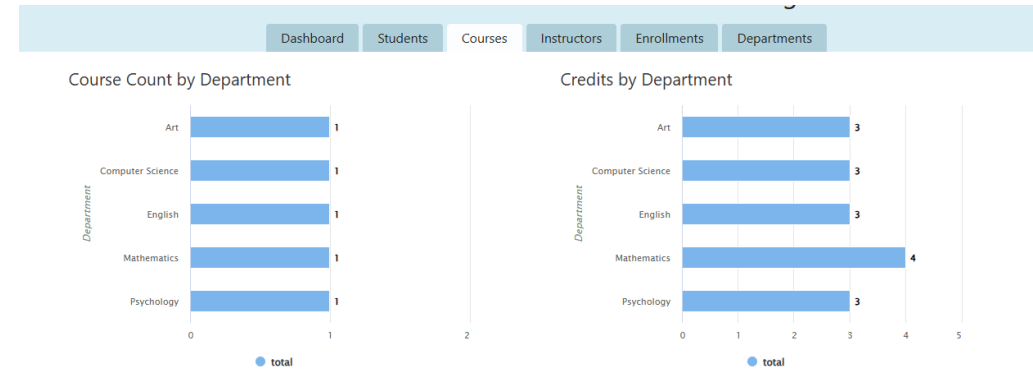 Dashboard Students Courses Instructors Enrollments Departments
Course Count by Department
Department
Art 1
Computer Science 1
English 1
Mathematics 1
Psychology 1
0 1 2
total
Credits by Department
Department
Art 3
Computer Science 3
English 3
Mathematics 4
Psychology 3
0 1 2 3 4 5
total